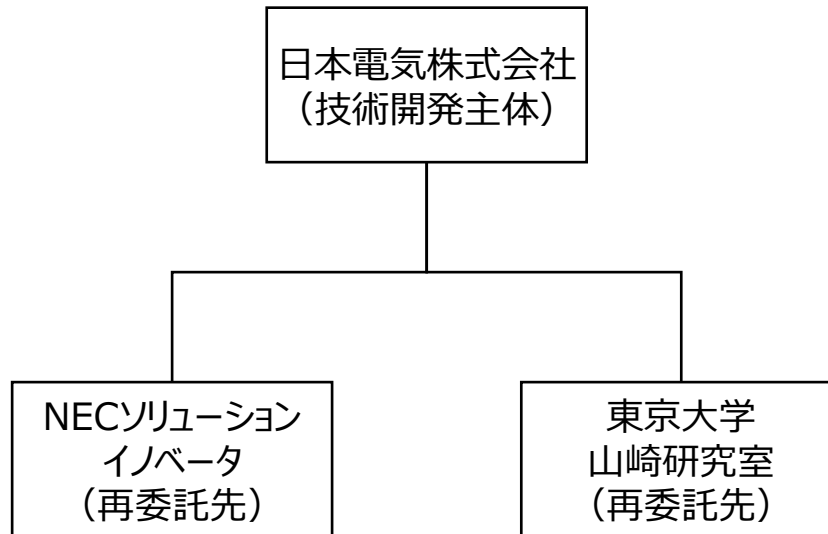 日本電気株式会社
（技術開発主体）
NECソリューション
イノベータ
（再委託先）
東京大学
山崎研究室
（再委託先）